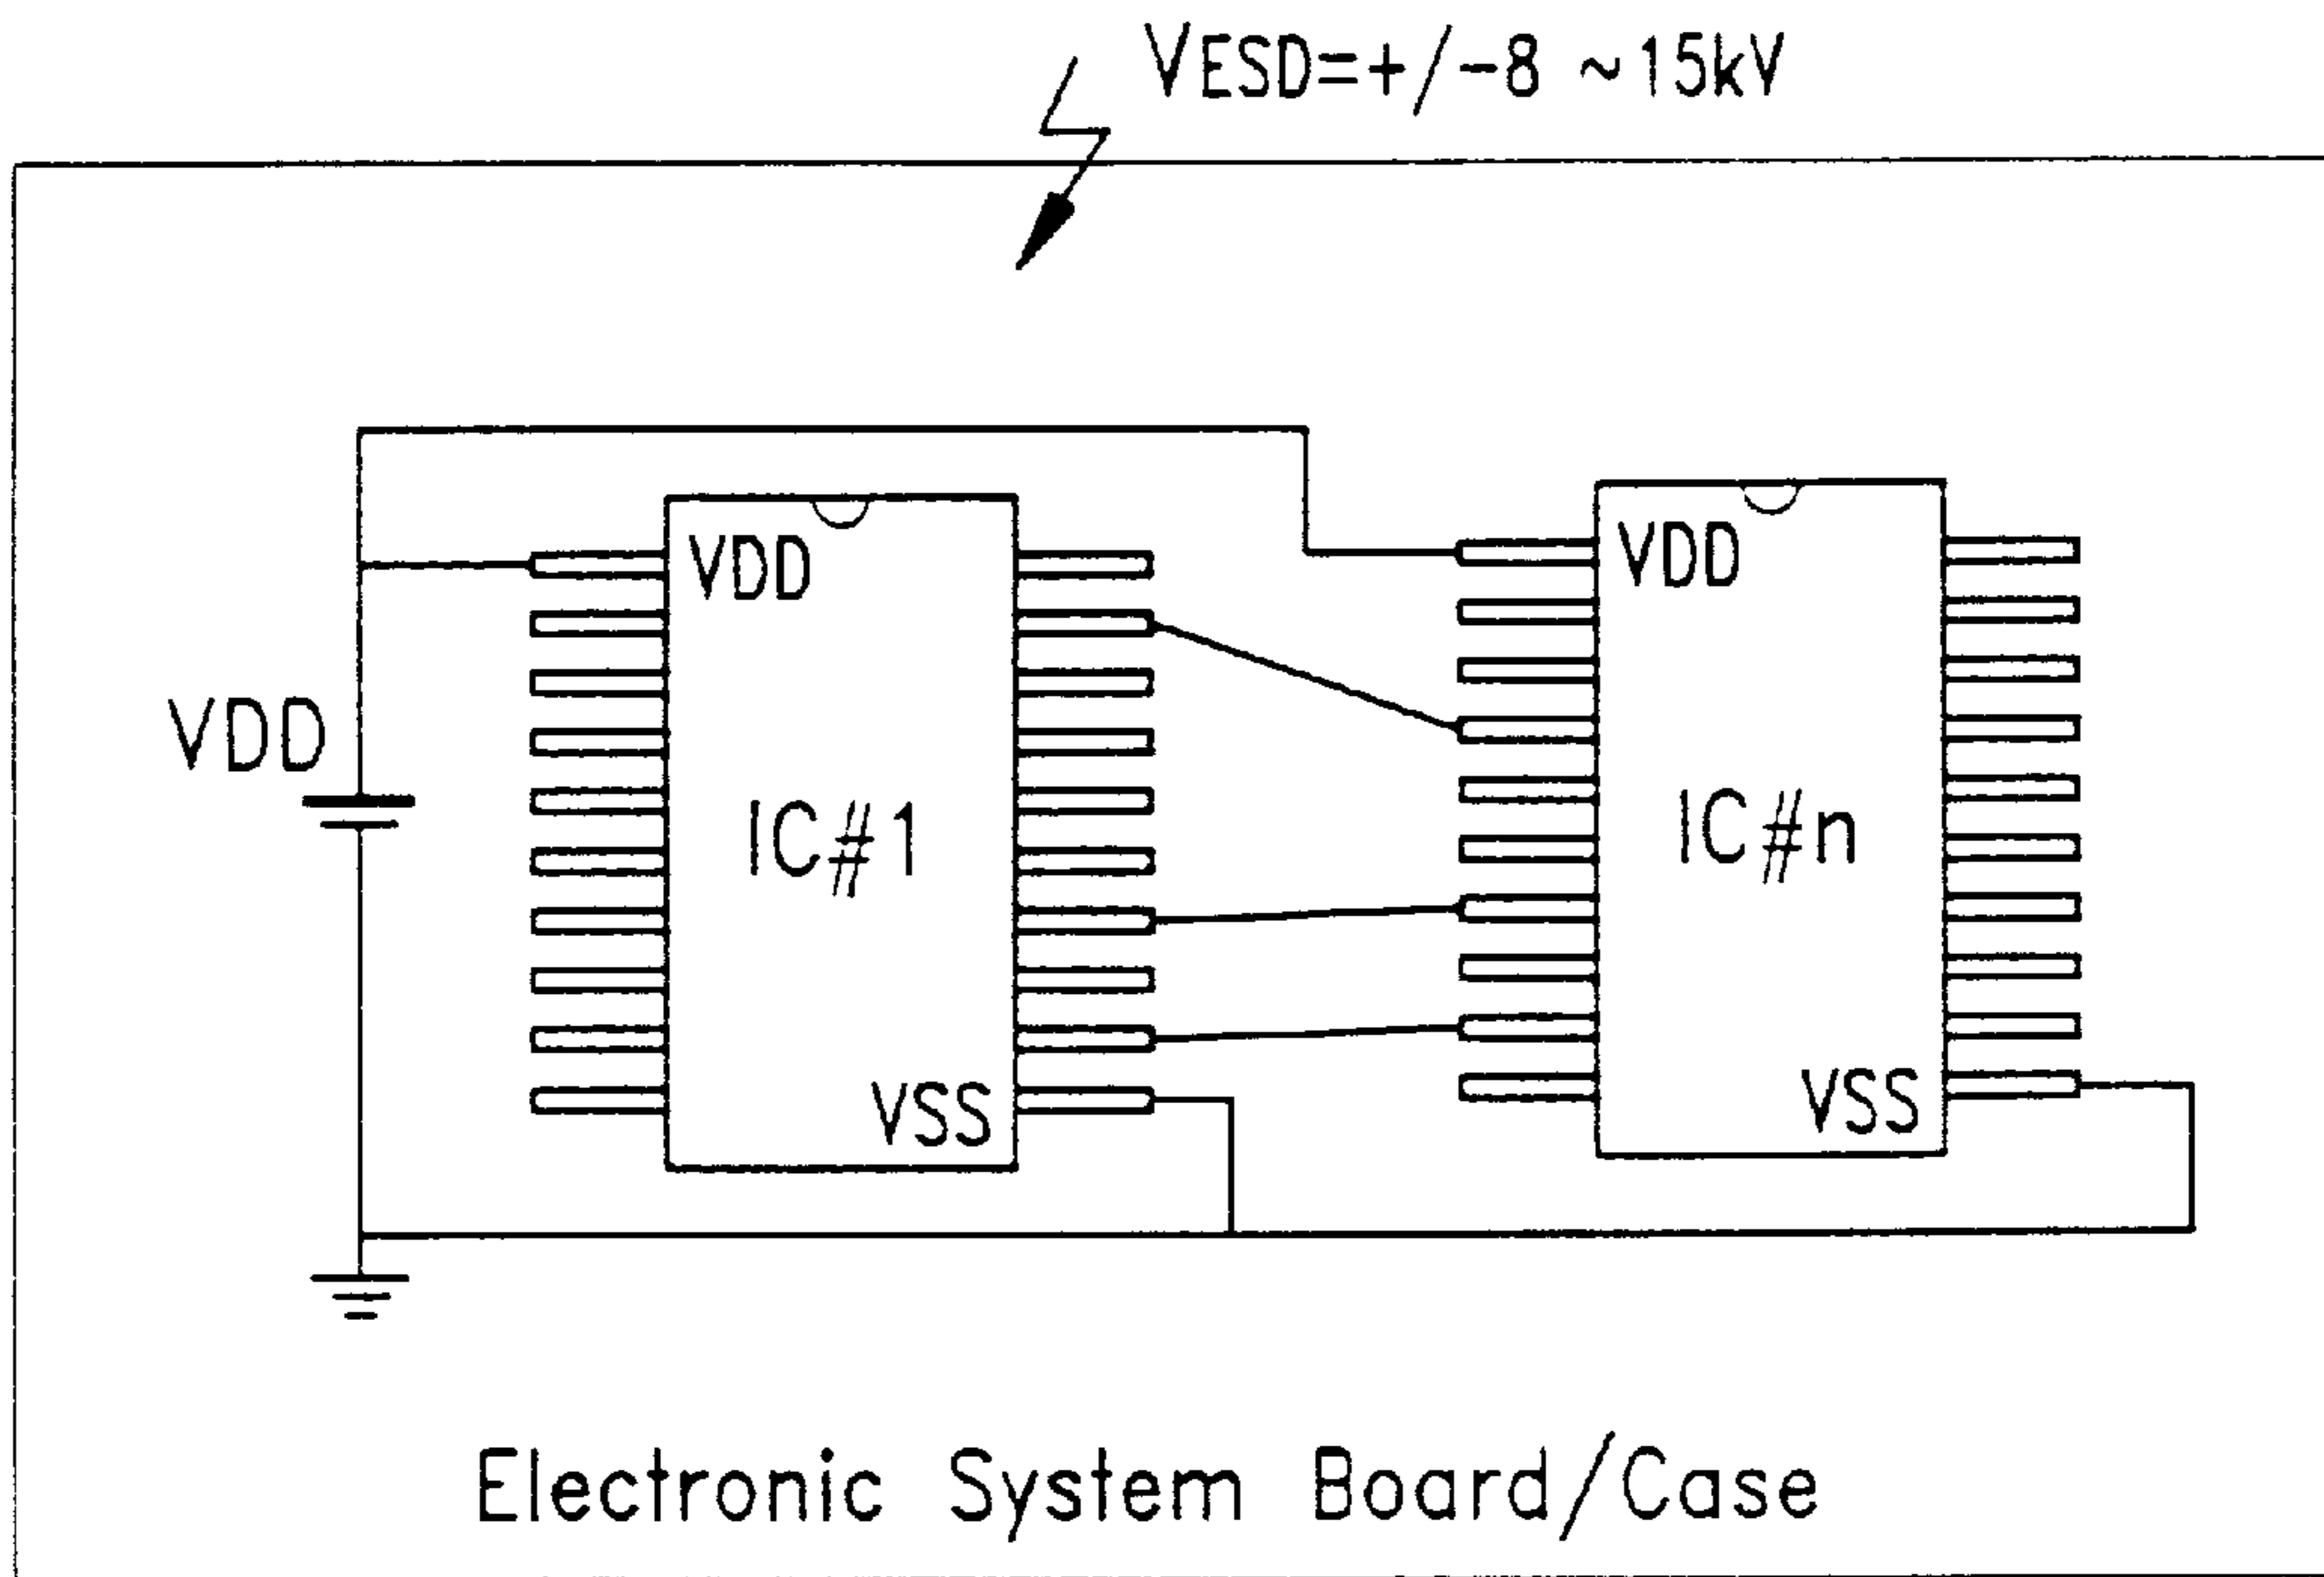 VESD=+/-8 ~15kV
VDD
VDD
VDD
IC#1
IC#n
VSS
VSS
Electronic System Board/Case